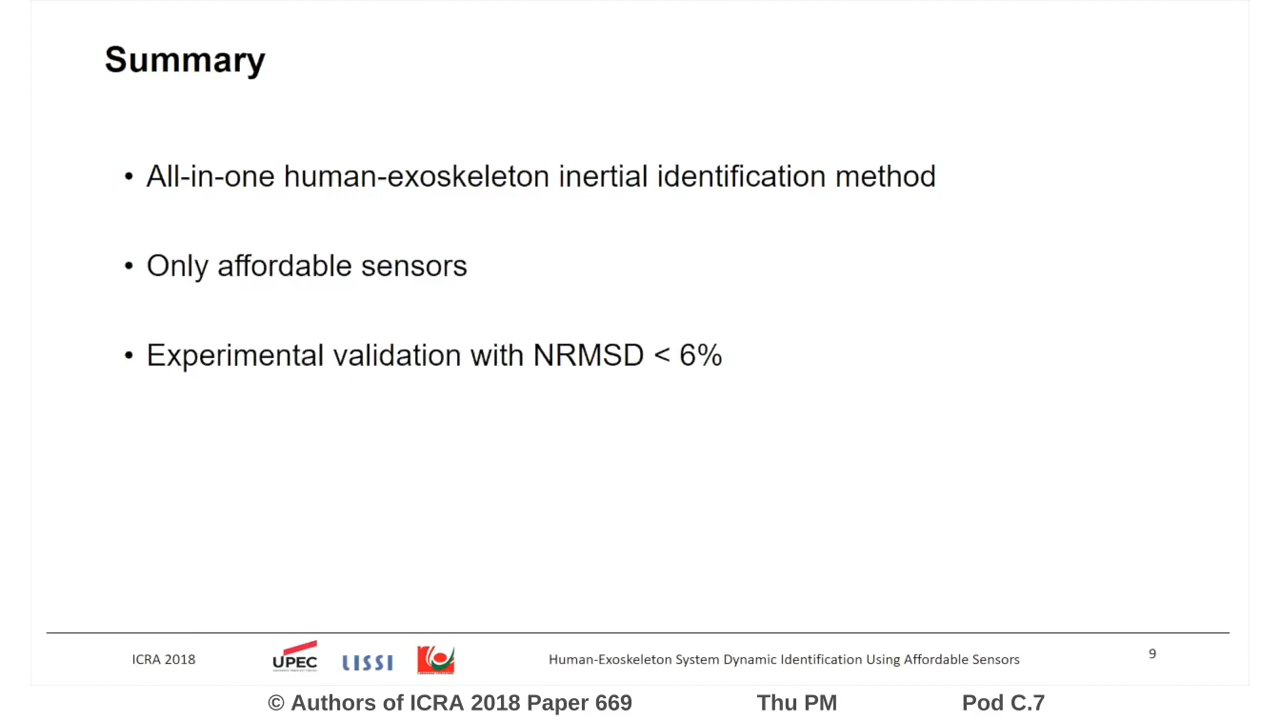 Summary
• All-in-one human-exoskeleton inertial identification method
• Only affordable sensors
• Experimental validation with NRMSD < 6%
ICRA 2018 UPEC LISSI Human-Exoskeleton System Dynamic Identification Using Affordable Sensors 9
© Authors of ICRA 2018 Paper 669 Thu PM Pod C.7